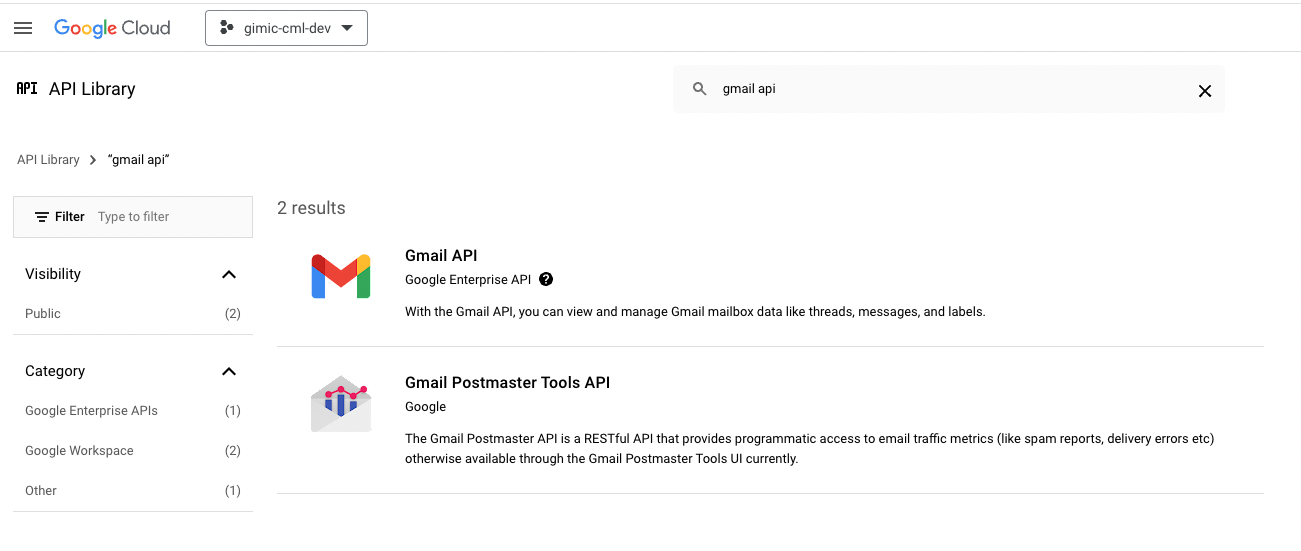 Google Cloud
gimic-cml-dev
API API Library
gmail api
API Library
“gmail api”
Filter Type to filter
2 results
Visibility
Public (2)
Category
Google Enterprise APIs (1)
Google Workspace (2)
Other (1)
Gmail API
Google Enterprise API ?
With the Gmail API, you can view and manage Gmail mailbox data like threads, messages, and labels.
Gmail Postmaster Tools API
Google
The Gmail Postmaster API is a RESTful API that provides programmatic access to email traffic metrics (like spam reports, delivery errors etc)
otherwise available through the Gmail Postmaster Tools UI currently.